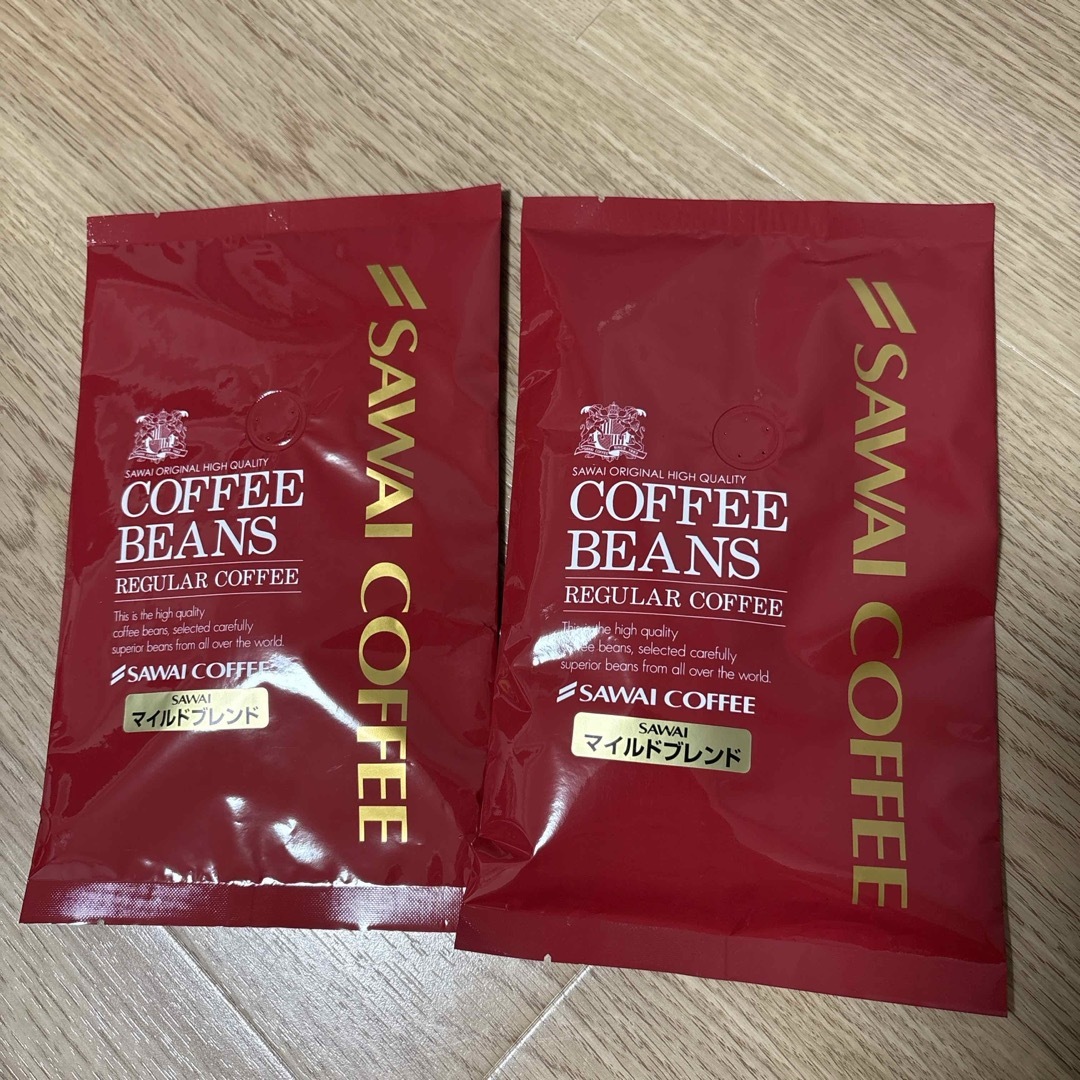 SAWAI COFFEE
SAWAI ORIGINAL HIGH QUALITY
COFFEE
BEANS
REGULAR COFFEE
This is the high quality
coffee beans, selected carefully
superior beans from all over the world.
SAWAI COFFEE
SAWAI
マイルドブレンド
SAWAI COFFEE
SAWAI ORIGINAL HIGH QUALITY
COFFEE
BEANS
REGULAR COFFEE
This is the high quality
coffee beans, selected carefully
superior beans from all over the world.
SAWAI COFFEE
SAWAI
マイルドブレンド